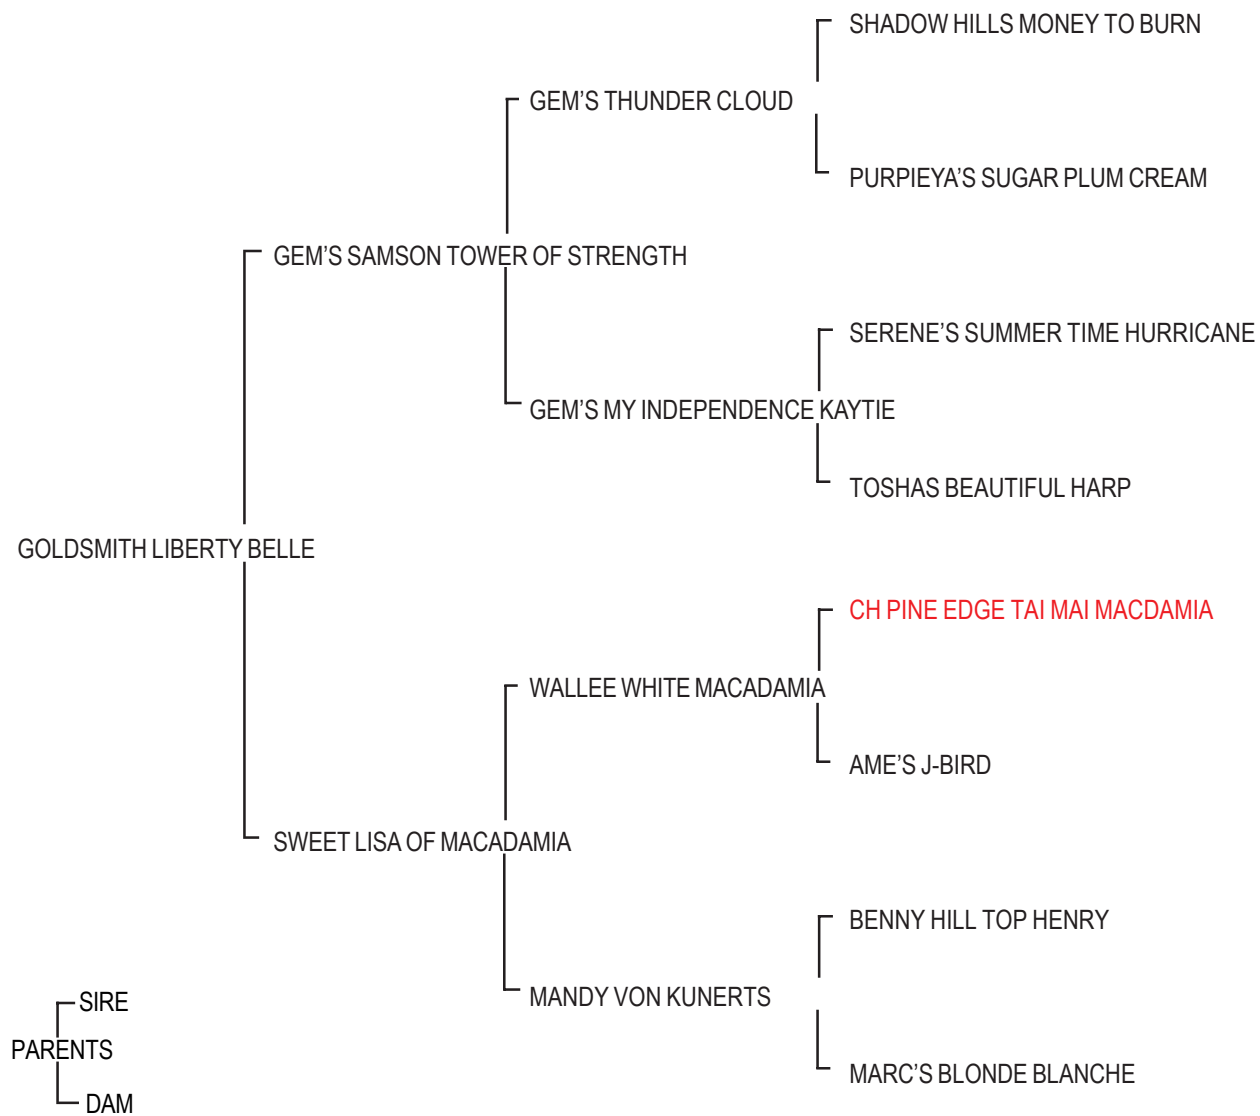 SHADOW HILLS MONEY TO BURN
GEM’S THUNDER CLOUD
PURPIEYA’S SUGAR PLUM CREAM
GEM’S SAMSON TOWER OF STRENGTH
SERENE’S SUMMER TIME HURRICANE
GEM’S MY INDEPENDENCE KAYTIE
TOSHAS BEAUTIFUL HARP
GOLDSMITH LIBERTY BELLE
CH PINE EDGE TAI MAI MACDAMIA
WALLEE WHITE MACADAMIA
AME’S J-BIRD
SWEET LISA OF MACADAMIA
BENNY HILL TOP HENRY
MANDY VON KUNERTS
MARC’S BLONDE BLANCHE
SIRE
PARENTS
DAM